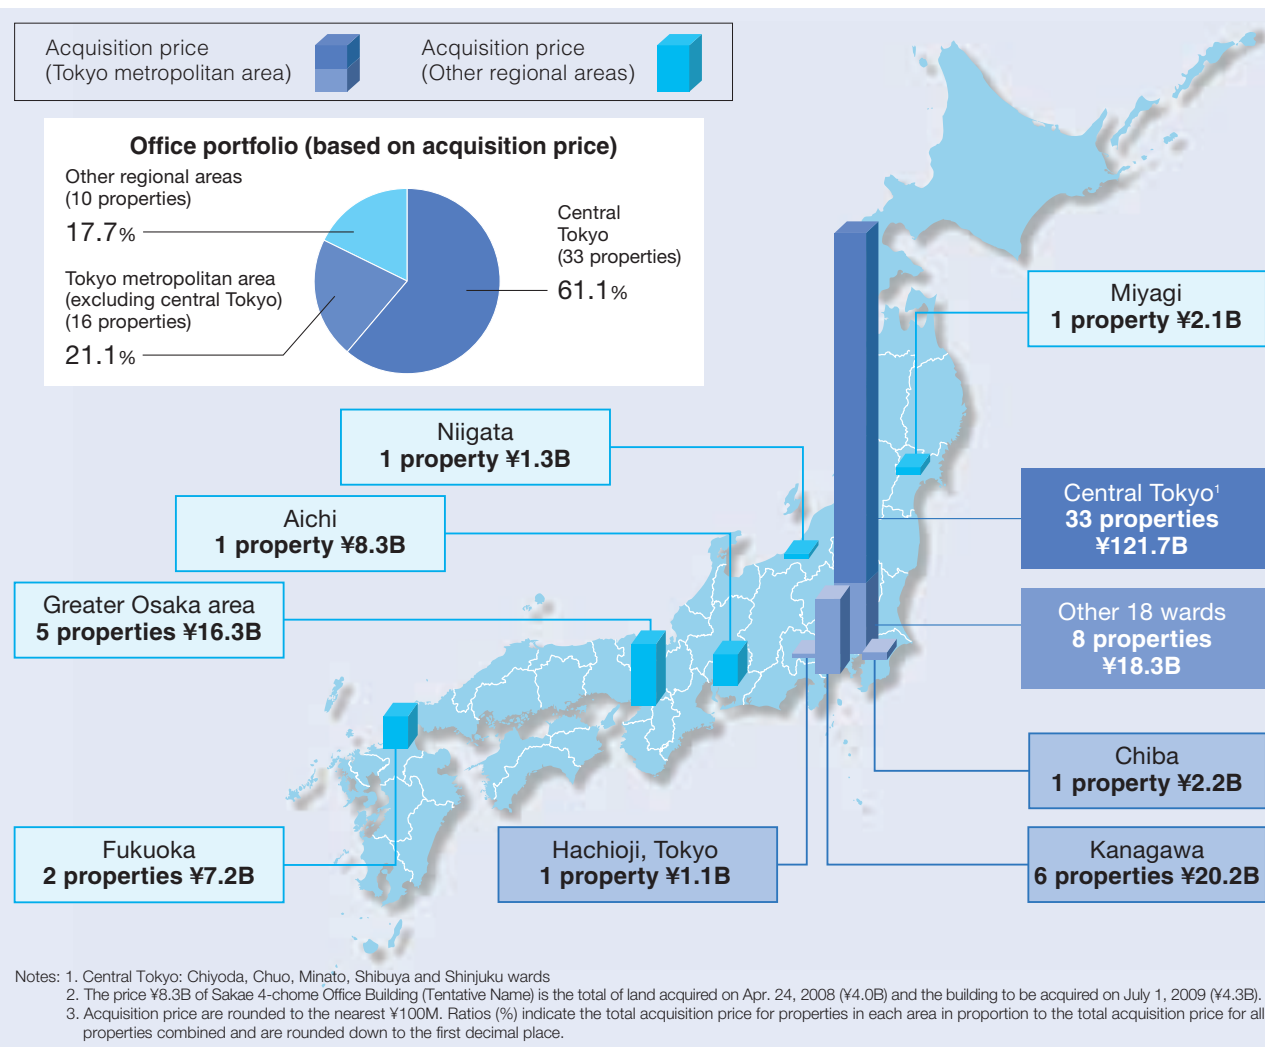 Acquisition price
(Tokyo metropolitan area)
Acquisition price
(Other regional areas)
Office portfolio (based on acquisition price)
Other regional areas
(10 properties)
17.7%
Tokyo metropolitan area
(excluding central Tokyo)
(16 properties)
21.1%
Central
Tokyo
(33 properties)
61.1%
Miyagi
1 property ¥2.1B
Niigata
1 property ¥1.3B
Central Tokyo¹
33 properties
¥121.7B
Aichi
1 property ¥8.3B
Greater Osaka area
5 properties ¥16.3B
Other 18 wards
8 properties
¥18.3B
Chiba
1 property ¥2.2B
Fukuoka
2 properties ¥7.2B
Hachioji, Tokyo
1 property ¥1.1B
Kanagawa
6 properties ¥20.2B
Notes: 1. Central Tokyo: Chiyoda, Chuo, Minato, Shibuya and Shinjuku wards
2. The price ¥8.3B of Sakae 4-chome Office Building (Tentative Name) is the total of land acquired on Apr. 24, 2008 (¥4.0B) and the building to be acquired on July 1, 2009 (¥4.3B).
3. Acquisition price are rounded to the nearest ¥100M. Ratios (%) indicate the total acquisition price for properties in each area in proportion to the total acquisition price for all
properties combined and are rounded down to the first decimal place.